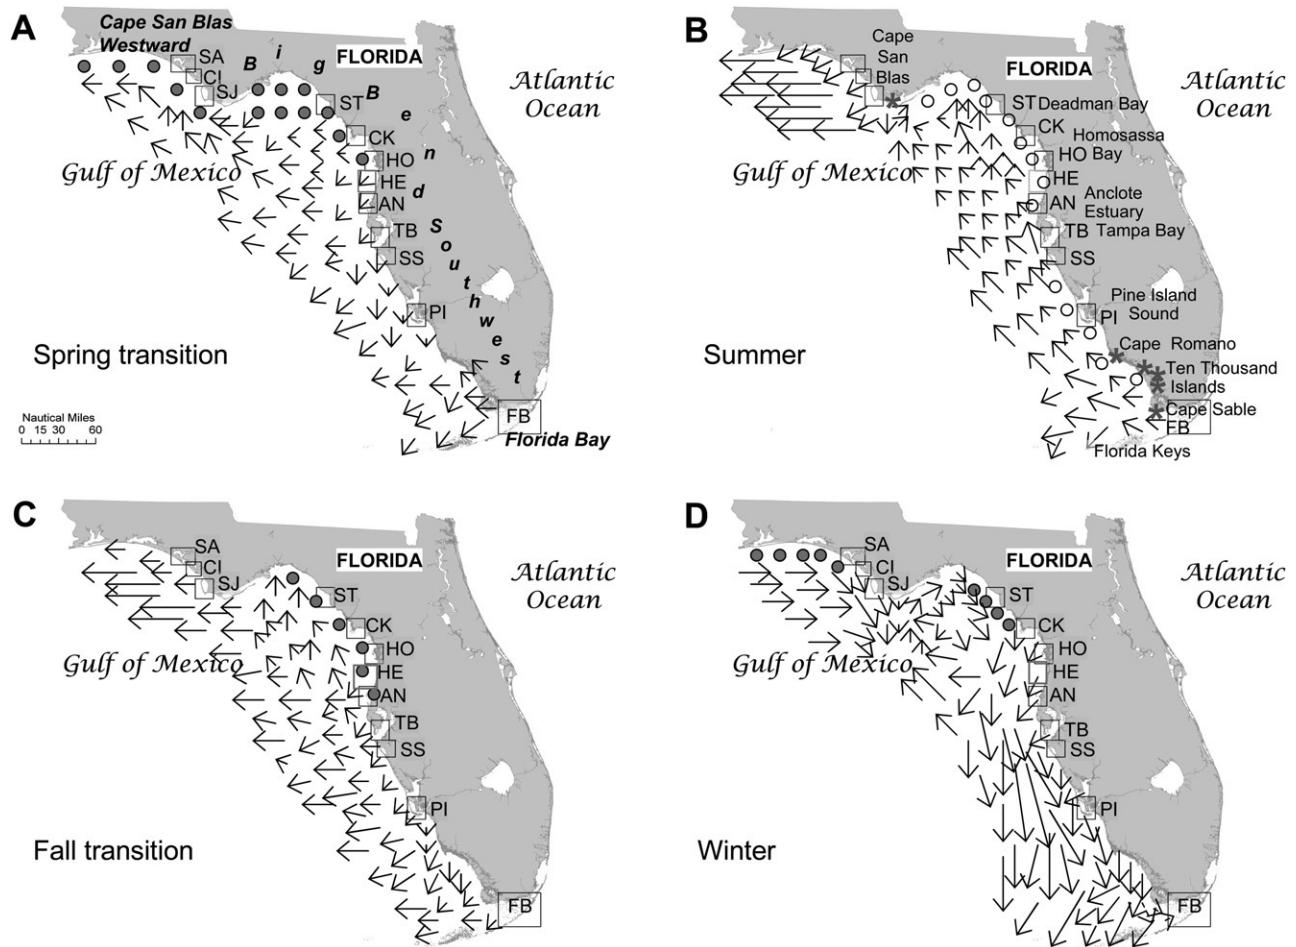 A
Cape San Blas
Westward
SA
CI
SJ
B i g B e n d
S o u t h w e s t
FLORIDA
Atlantic
Ocean
ST
CK
HO
HE
AN
TB
SS
PI
FB
Florida Bay
Gulf of Mexico
Spring transition
Nautical Miles
0 15 30 60
B
Cape
San
Blas
FLORIDA
Atlantic
Ocean
Gulf of Mexico
ST Deadman Bay
CK
Homosassa
HO Bay
HE
Anclote
AN Estuary
TB Tampa Bay
SS
Pine Island
PI Sound
Cape Romano
Ten Thousand
Islands
Cape Sable
FB
Florida Keys
Summer
C
SA
CI
SJ
FLORIDA
Atlantic
Ocean
ST
CK
HO
Gulf of Mexico
HE
AN
TB
SS
PI
FB
Fall transition
D
SA
CI
SJ
FLORIDA
Atlantic
Ocean
ST
CK
HO
Gulf of Mexico
HE
AN
TB
SS
PI
FB
Winter